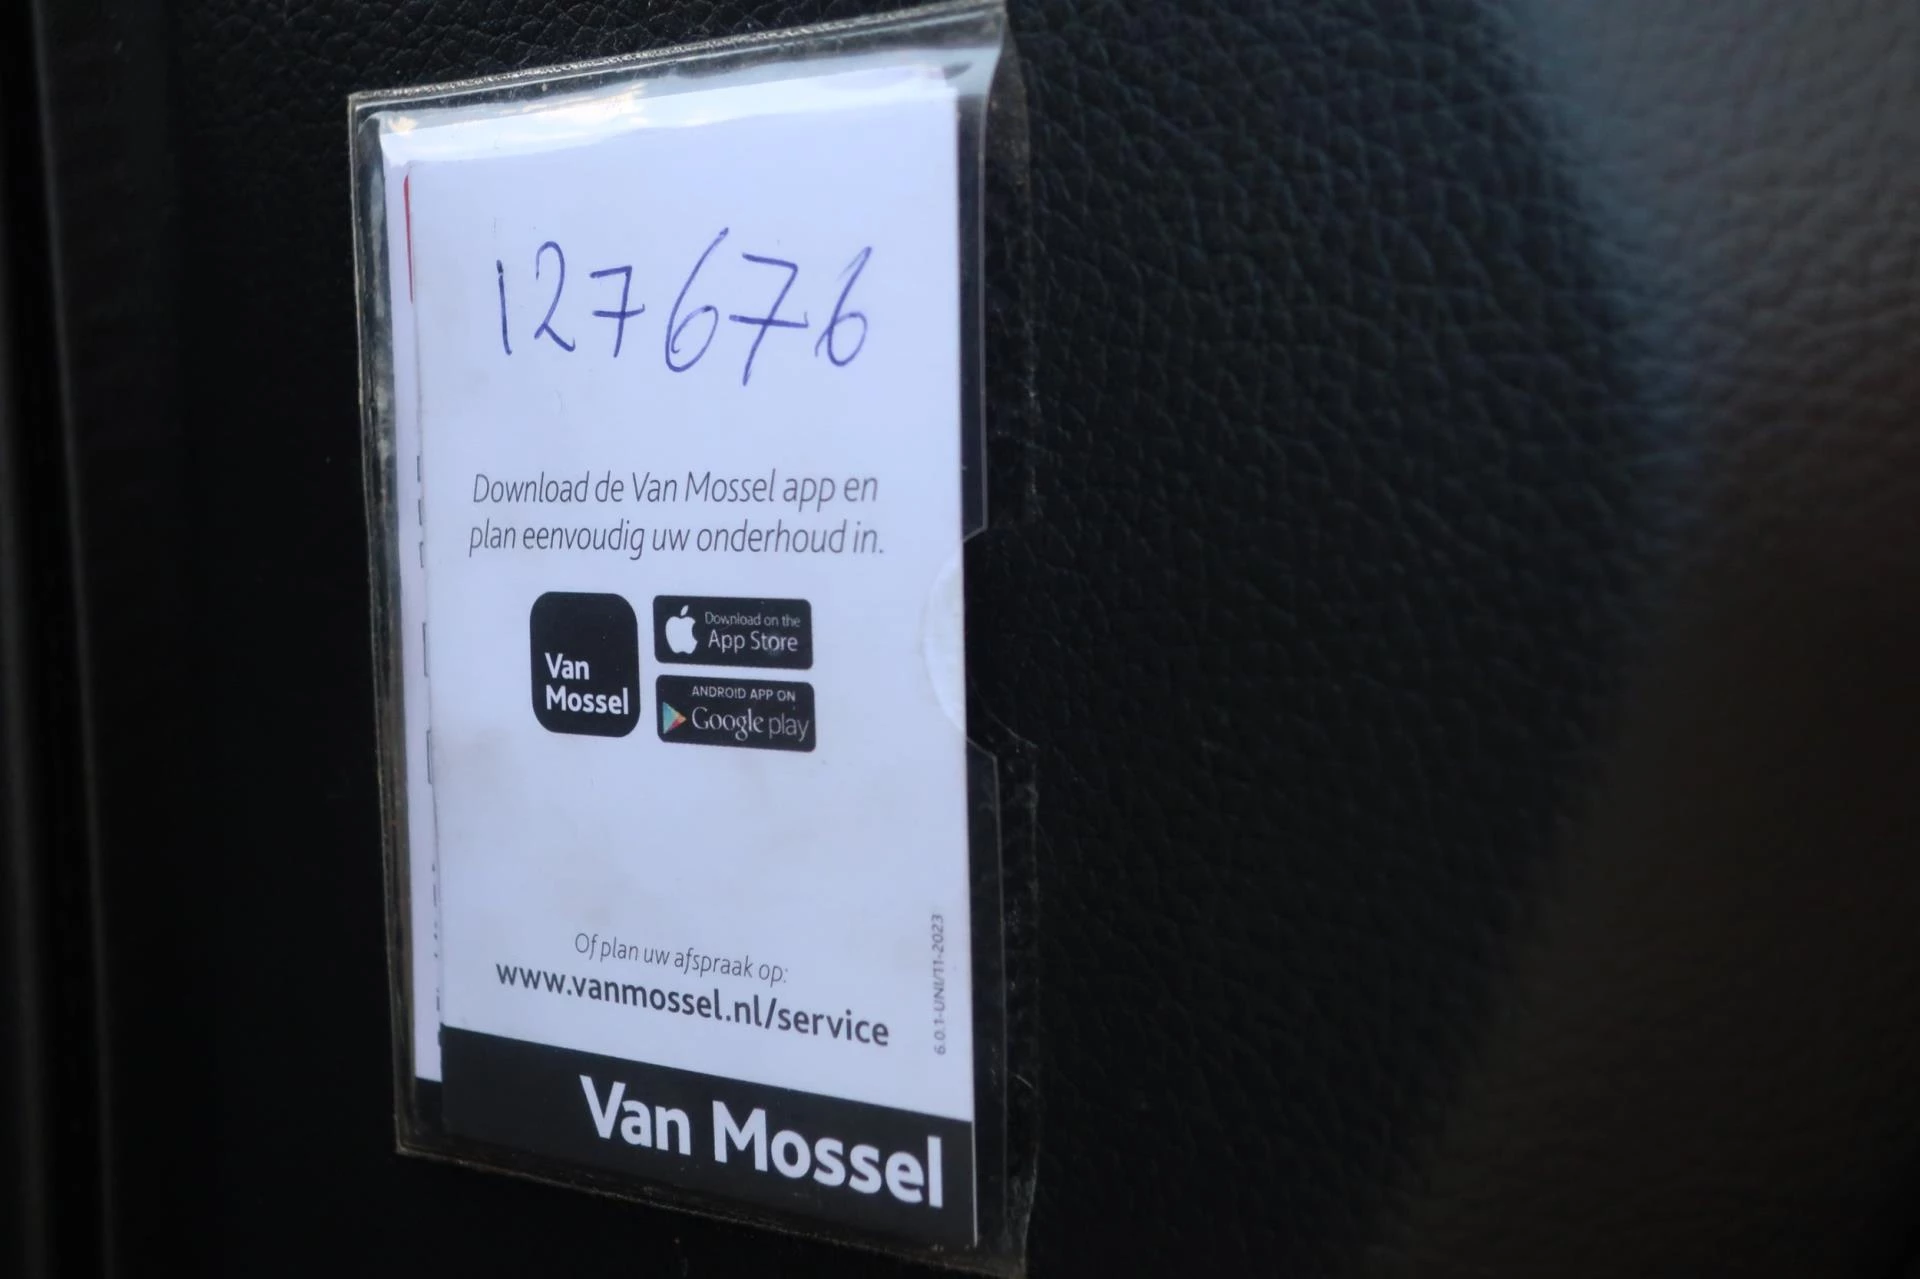 127676
Download de Van Mossel app en
plan eenvoudig uw onderhoud in.
Van
Mossel
Download on the
App Store
ANDROID APP ON
Google play
Of plan uw afspraak op:
www.vanmossel.nl/service
6.0.1-UNI/11-2023
Van Mossel